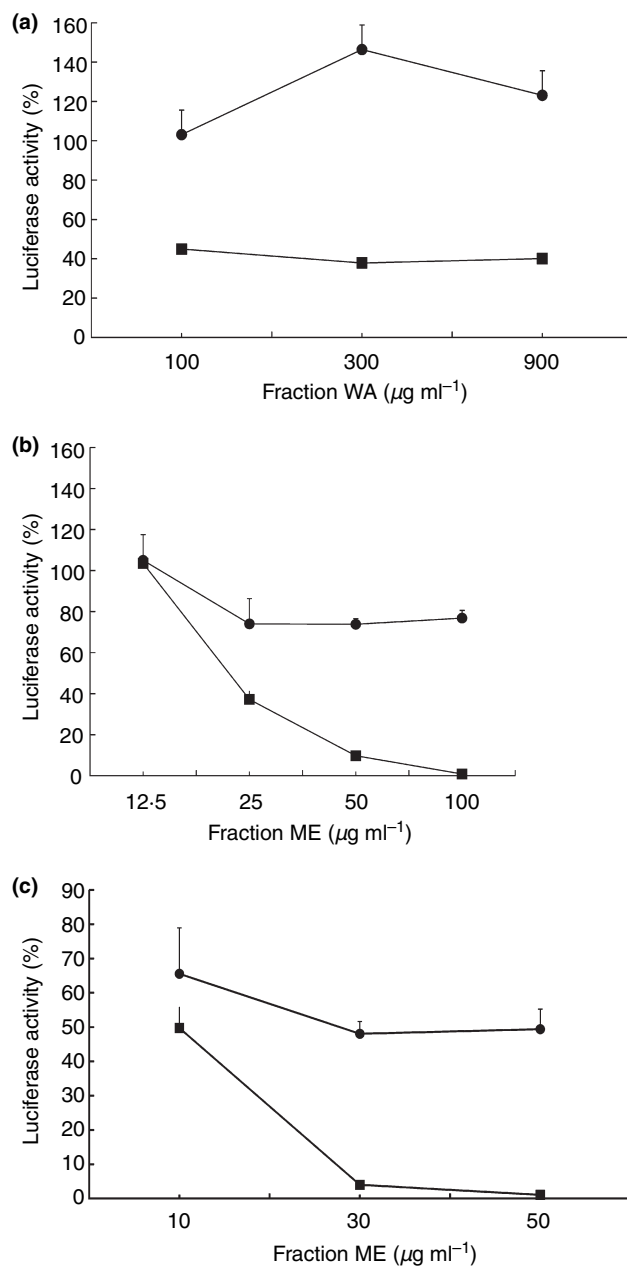 (a)
160
140
120
100
80
60
40
20
0
Luciferase activity (%)
100 300 900
Fraction WA (μg ml⁻¹)
(b)
160
140
120
100
80
60
40
20
0
Luciferase activity (%)
12·5 25 50 100
Fraction ME (μg ml⁻¹)
(c)
90
80
70
60
50
40
30
20
10
0
Luciferase activity (%)
10 30 50
Fraction ME (μg ml⁻¹)